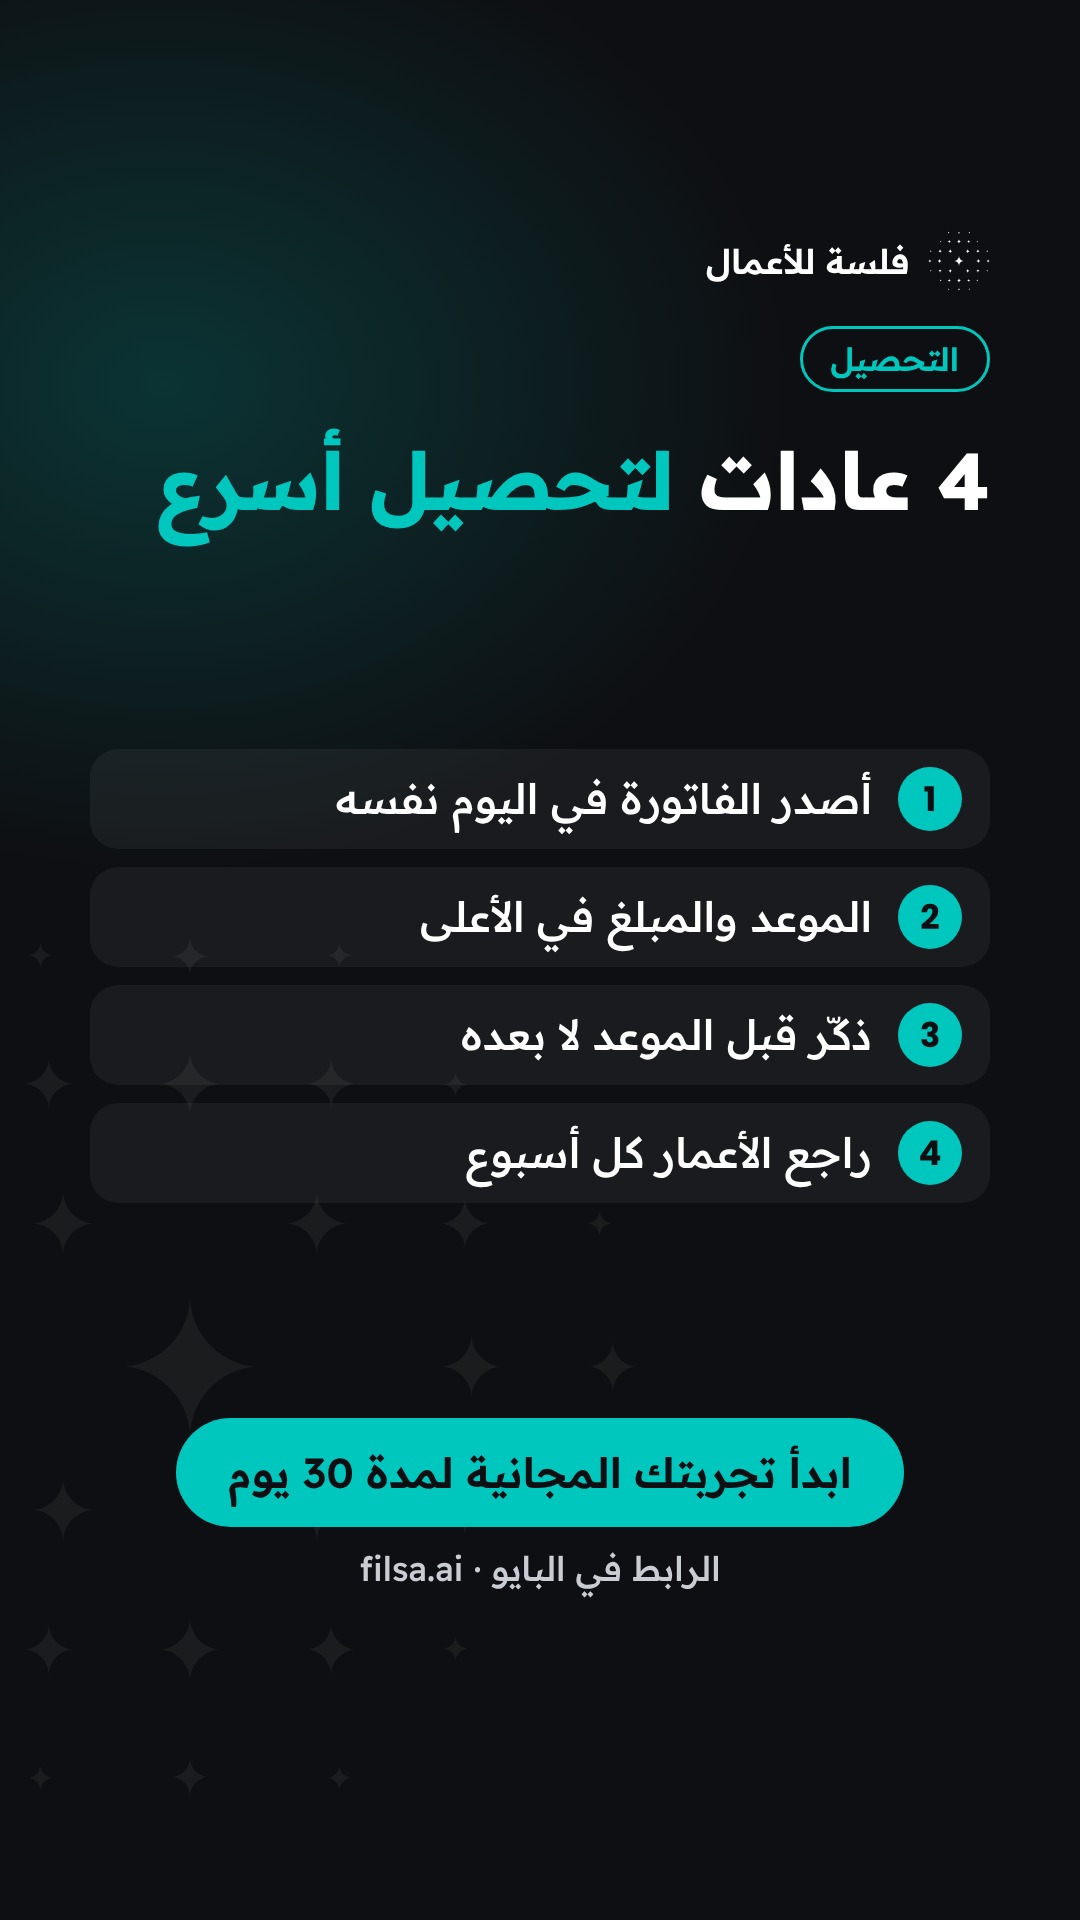 فلسة للأعمال
التحصيل
4 عادات لتحصيل أسرع
1 أصدر الفاتورة في اليوم نفسه
2 الموعد والمبلغ في الأعلى
3 ذكّر قبل الموعد لا بعده
4 راجع الأعمار كل أسبوع
ابدأ تجربتك المجانية لمدة 30 يوم
الرابط في البايو · filsa.ai